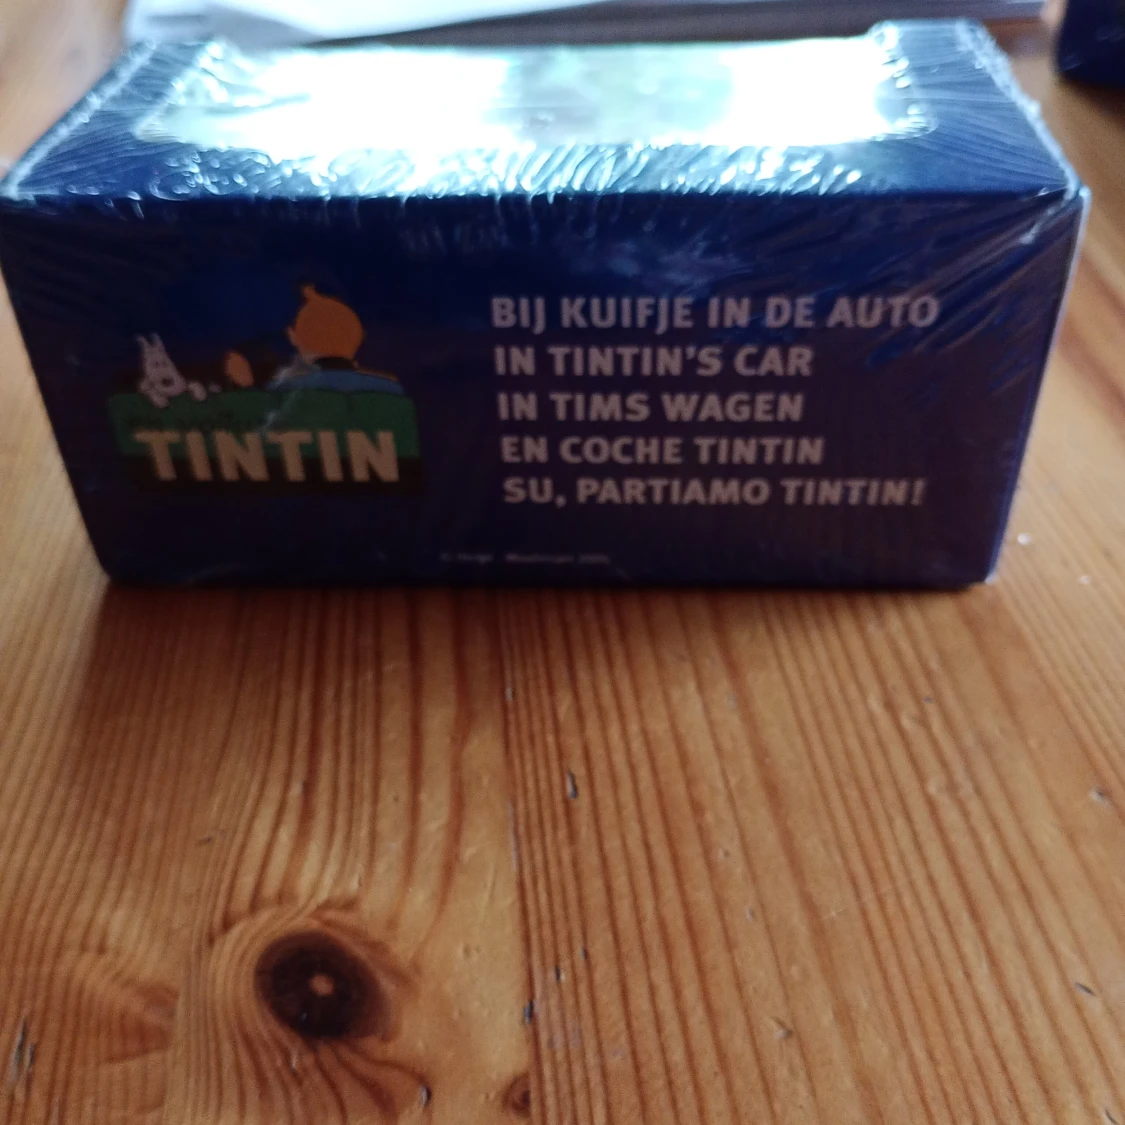 TINTIN
BIJ KUIFJE IN DE AUTO
IN TINTIN'S CAR
IN TIMS WAGEN
EN COCHE TINTIN
SU, PARTIAMO TINTIN!